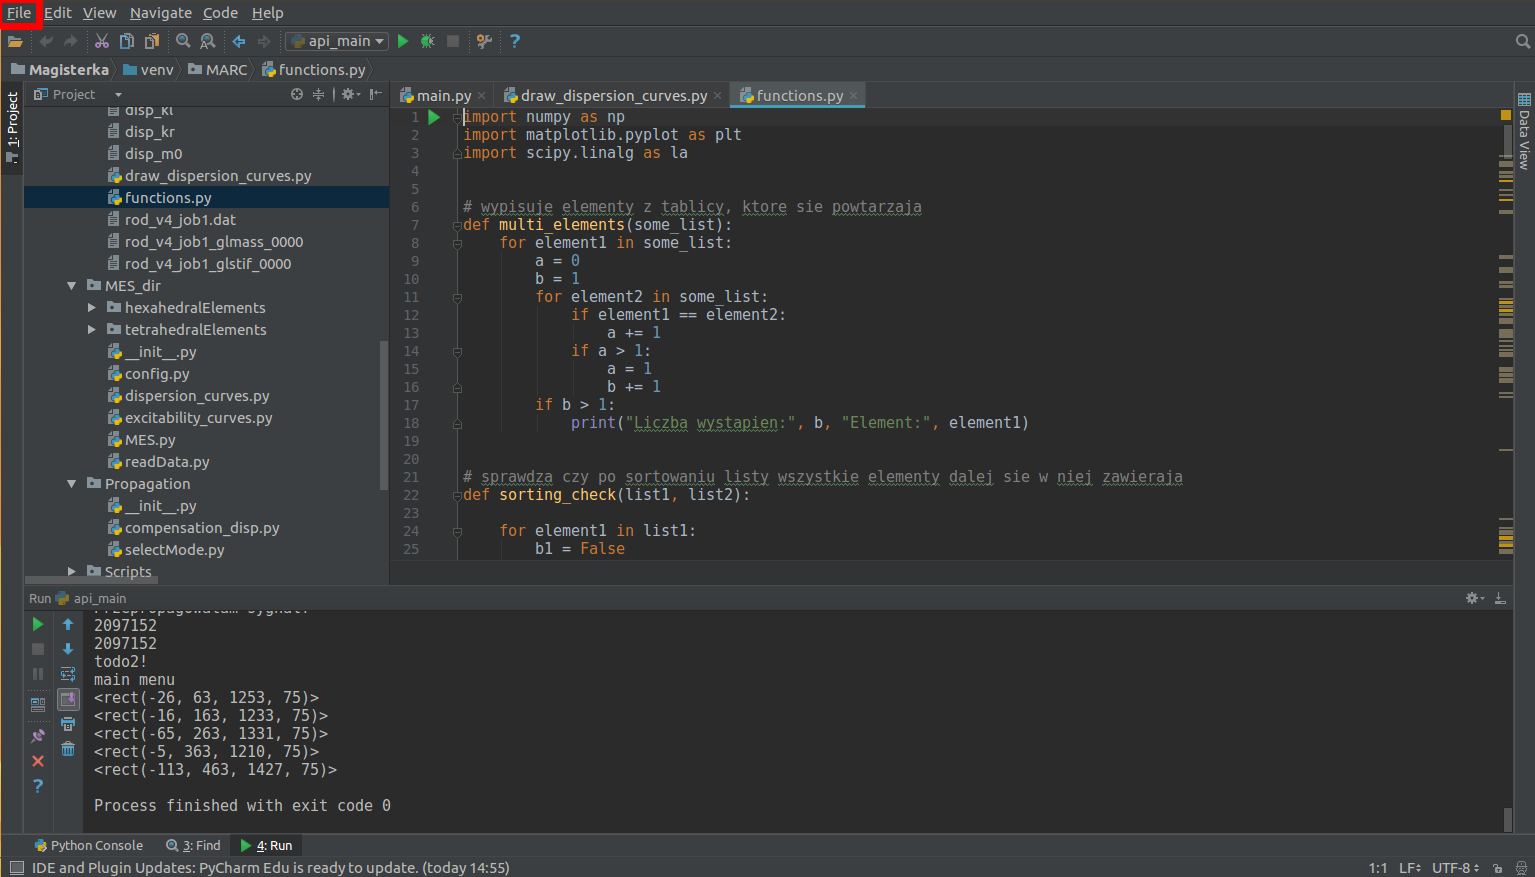 File Edit View Navigate Code Help
api_main
Magisterka venv MARC functions.py
1: Project
Project
disp_kl
disp_kr
disp_m0
draw_dispersion_curves.py
functions.py
rod_v4_job1.dat
rod_v4_job1_glmass_0000
rod_v4_job1_glstif_0000
MES_dir
hexahedralElements
tetrahedralElements
__init__.py
config.py
dispersion_curves.py
excitability_curves.py
MES.py
readData.py
Propagation
__init__.py
compensation_disp.py
selectMode.py
Scripts
main.py draw_dispersion_curves.py functions.py
1 import numpy as np
2 import matplotlib.pyplot as plt
3 import scipy.linalg as la
4
5
6 # wypisuje elementy z tablicy, ktore sie powtarzaja
7 def multi_elements(some_list):
8 for element1 in some_list:
9 a = 0
10 b = 1
11 for element2 in some_list:
12 if element1 == element2:
13 a += 1
14 if a > 1:
15 a = 1
16 b += 1
17 if b > 1:
18 print("Liczba wystapien:", b, "Element:", element1)
19
20
21 # sprawdza czy po sortowaniu listy wszystkie elementy dalej sie w niej zawieraja
22 def sorting_check(list1, list2):
23
24 for element1 in list1:
25 b1 = False
Data View
Run api_main
2097152
2097152
todo2!
main menu
<rect(-26, 63, 1253, 75)>
<rect(-16, 163, 1233, 75)>
<rect(-65, 263, 1331, 75)>
<rect(-5, 363, 1210, 75)>
<rect(-113, 463, 1427, 75)>
Process finished with exit code 0
Python Console 3: Find 4: Run
IDE and Plugin Updates: PyCharm Edu is ready to update. (today 14:55) 1:1 LF UTF-8